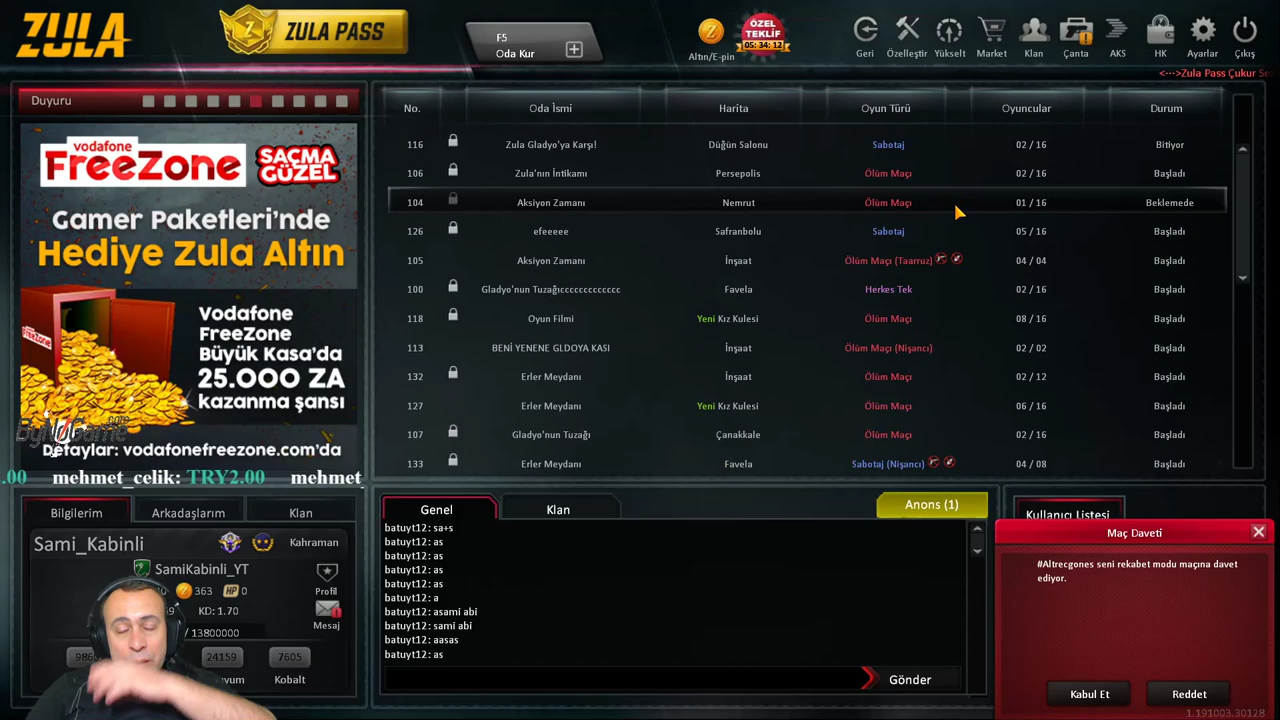 ZULA
ZULA PASS
F5
Oda Kur
Altın/E-pin
ÖZEL
TEKLİF
05:34:12
Geri
Özelleştir
Yükselt
Market
Klan
Çanta
AKS
HK
Ayarlar
Çıkış
<--->Zula Pass Çukur
Duyuru
vodafone
FreeZone
SAÇMA
GÜZEL
Gamer Paketleri'nde
Hediye Zula Altın
FreeZone
Vodafone
FreeZone
Büyük Kasa'da
25.000 ZA
kazanma şansı
ByNoGame
.com
Detaylar: vodafonefreezone.com'da
.00 mehmet_celik: TRY2.00 mehmet_
No. Oda İsmi Harita Oyun Türü Oyuncular Durum
116 Zula Gladyo'ya Karşı! Düğün Salonu Sabotaj 02 / 16 Bitiyor
106 Zula'nın İntikamı Persepolis Ölüm Maçı 02 / 16 Başladı
104 Aksiyon Zamanı Nemrut Ölüm Maçı 01 / 16 Beklemede
126 efeeeee Safranbolu Sabotaj 05 / 16 Başladı
105 Aksiyon Zamanı İnşaat Ölüm Maçı (Taarruz) 04 / 04 Başladı
100 Gladyo'nun Tuzağıccccccccccccc Favela Herkes Tek 02 / 16 Başladı
118 Oyun Filmi Yeni Kız Kulesi Ölüm Maçı 08 / 16 Başladı
113 BENİ YENENE GLDOYA KASI İnşaat Ölüm Maçı (Nişancı) 02 / 02 Başladı
132 Erler Meydanı İnşaat Ölüm Maçı 02 / 12 Başladı
127 Erler Meydanı Yeni Kız Kulesi Ölüm Maçı 06 / 16 Başladı
107 Gladyo'nun Tuzağı Çanakkale Ölüm Maçı 02 / 16 Başladı
133 Erler Meydanı Favela Sabotaj (Nişancı) 04 / 08 Başladı
Bilgilerim Arkadaşlarım Klan
Sami_Kabinli Kahraman
SamiKabinli_YT
363 HP 0
KD: 1.70
/ 13800000
Profil
Mesaj
24159 7605
Kobalt
Genel Klan Anons (1)
batuyt12: sa+s
batuyt12: as
batuyt12: as
batuyt12: as
batuyt12: as
batuyt12: a
batuyt12: asami abi
batuyt12: sami abi
batuyt12: aasas
batuyt12: as
Gönder
Kullanıcı Listesi
Maç Daveti
#Altrecgones seni rekabet modu maçına davet
ediyor.
Kabul Et Reddet
1.191003.30128